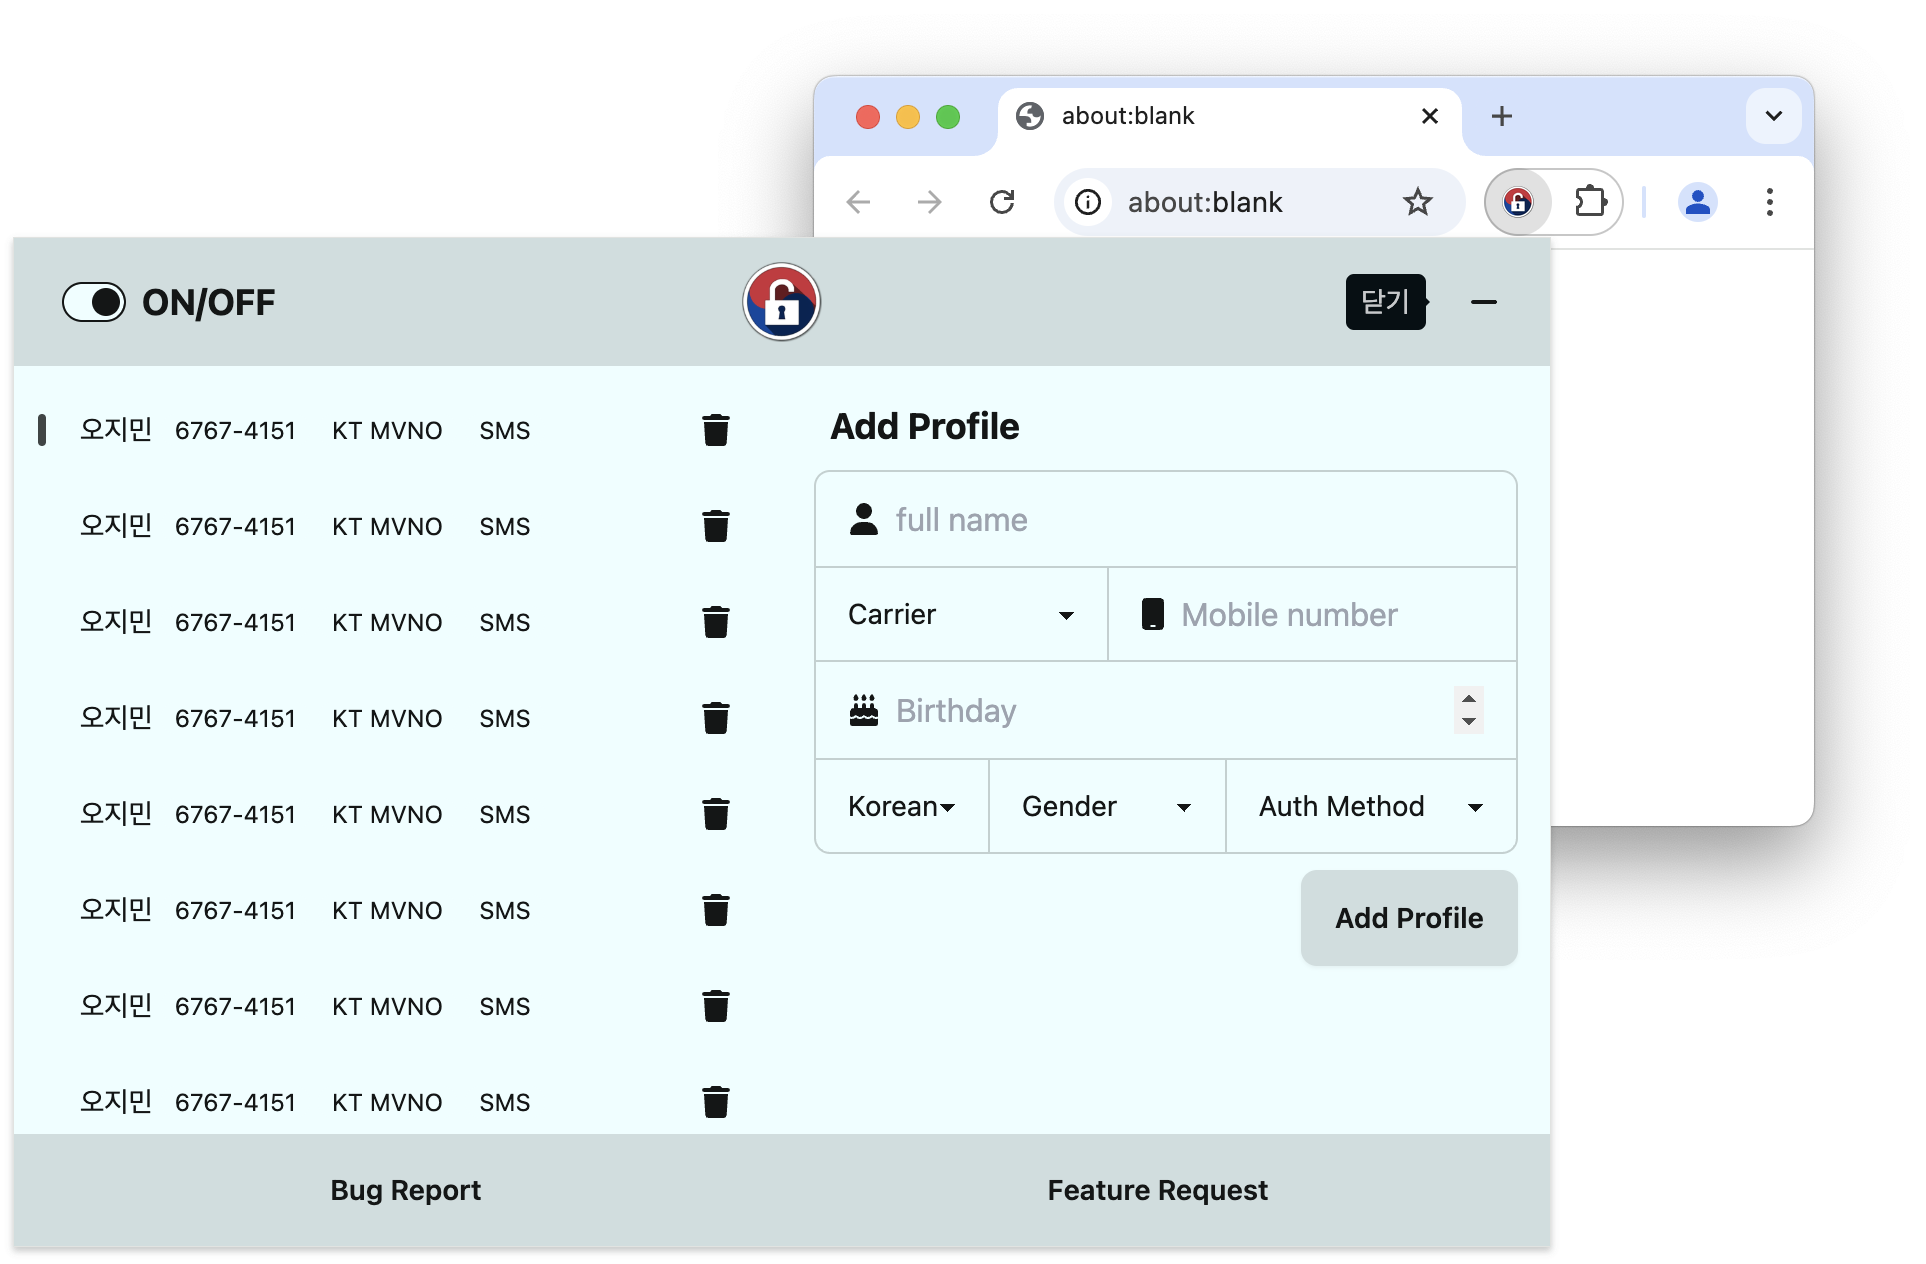 about:blank
about:blank
ON/OFF
닫기
오지민 6767-4151 KT MVNO SMS
오지민 6767-4151 KT MVNO SMS
오지민 6767-4151 KT MVNO SMS
오지민 6767-4151 KT MVNO SMS
오지민 6767-4151 KT MVNO SMS
오지민 6767-4151 KT MVNO SMS
오지민 6767-4151 KT MVNO SMS
오지민 6767-4151 KT MVNO SMS
Add Profile
full name
Carrier Mobile number
Birthday
Korean Gender Auth Method
Add Profile
Bug Report Feature Request